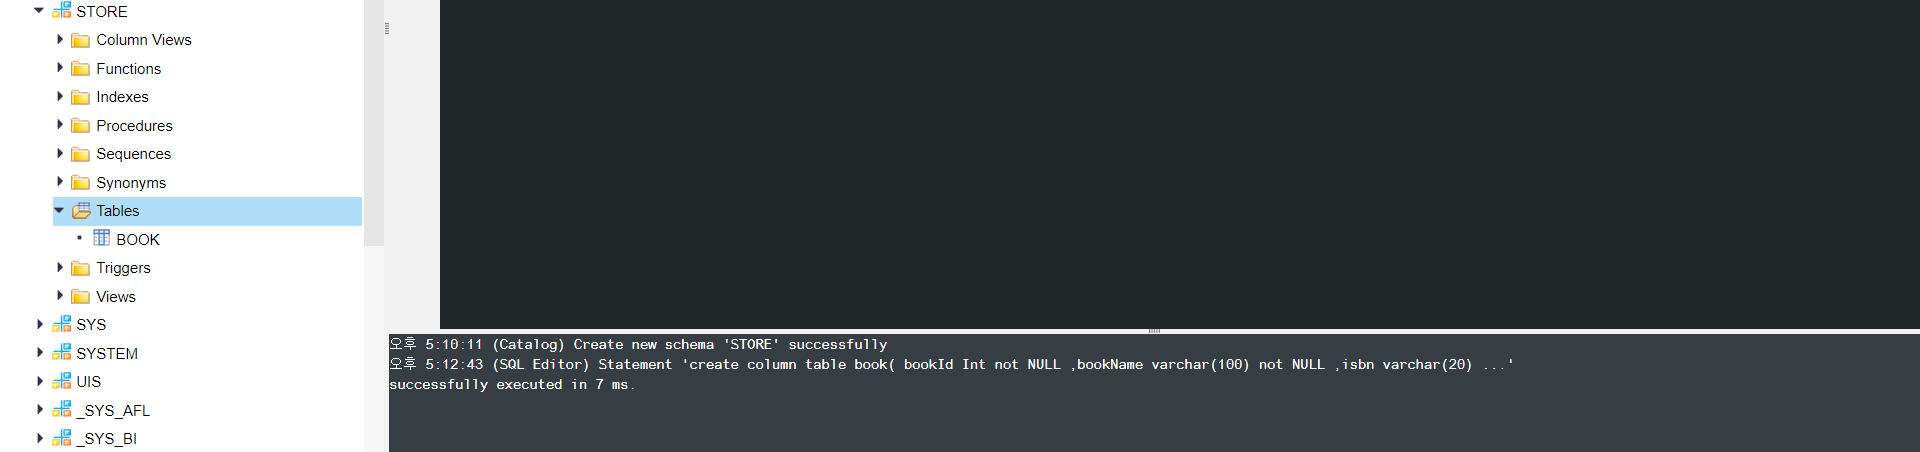 STORE
Column Views
Functions
Indexes
Procedures
Sequences
Synonyms
Tables
BOOK
Triggers
Views
SYS
SYSTEM
UIS
_SYS_AFL
_SYS_BI
오후 5:10:11 (Catalog) Create new schema 'STORE' successfully
오후 5:12:43 (SQL Editor) Statement 'create column table book( bookId Int not NULL ,bookName varchar(100) not NULL ,isbn varchar(20) ...'
successfully executed in 7 ms.